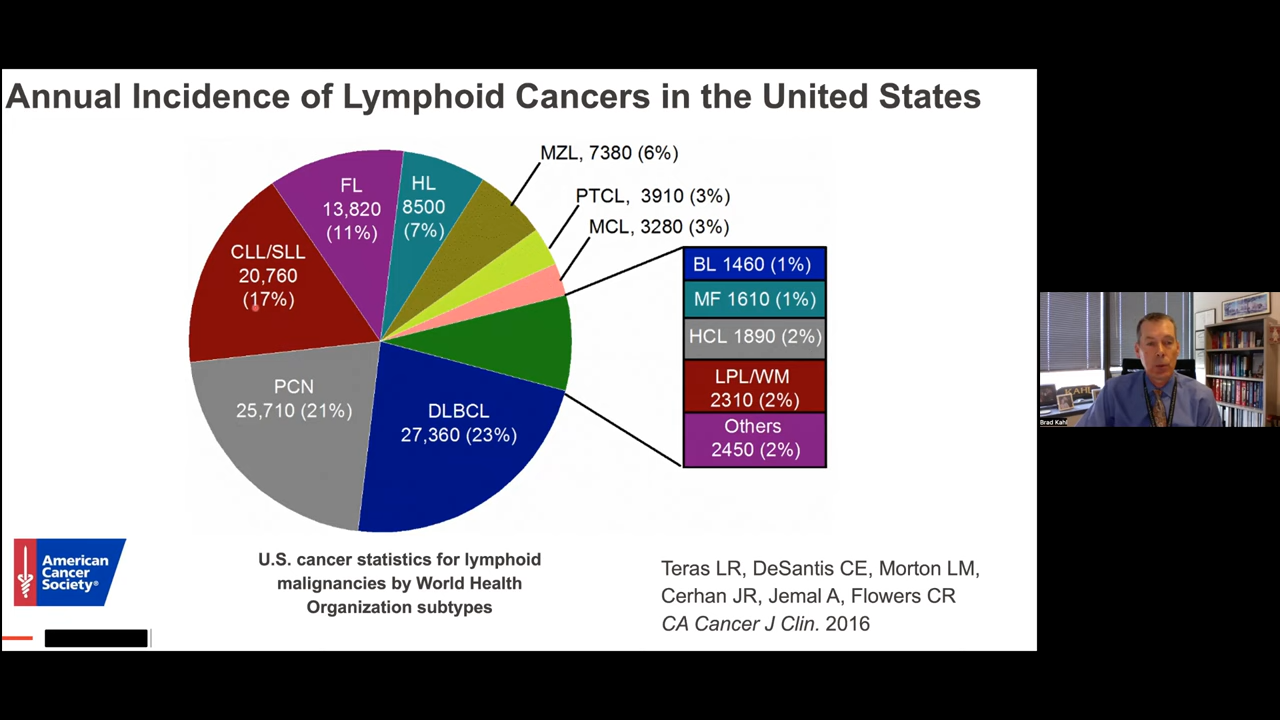 Annual Incidence of Lymphoid Cancers in the United States
FL
13,820
(11%)
HL
8500
(7%)
MZL, 7380 (6%)
PTCL, 3910 (3%)
MCL, 3280 (3%)
CLL/SLL
20,760
(17%)
BL 1460 (1%)
MF 1610 (1%)
HCL 1890 (2%)
LPL/WM
2310 (2%)
Others
2450 (2%)
PCN
25,710 (21%)
DLBCL
27,360 (23%)
American
Cancer
Society®
U.S. cancer statistics for lymphoid
malignancies by World Health
Organization subtypes
Teras LR, DeSantis CE, Morton LM,
Cerhan JR, Jemal A, Flowers CR
CA Cancer J Clin. 2016
KAHL
Brad Kahl